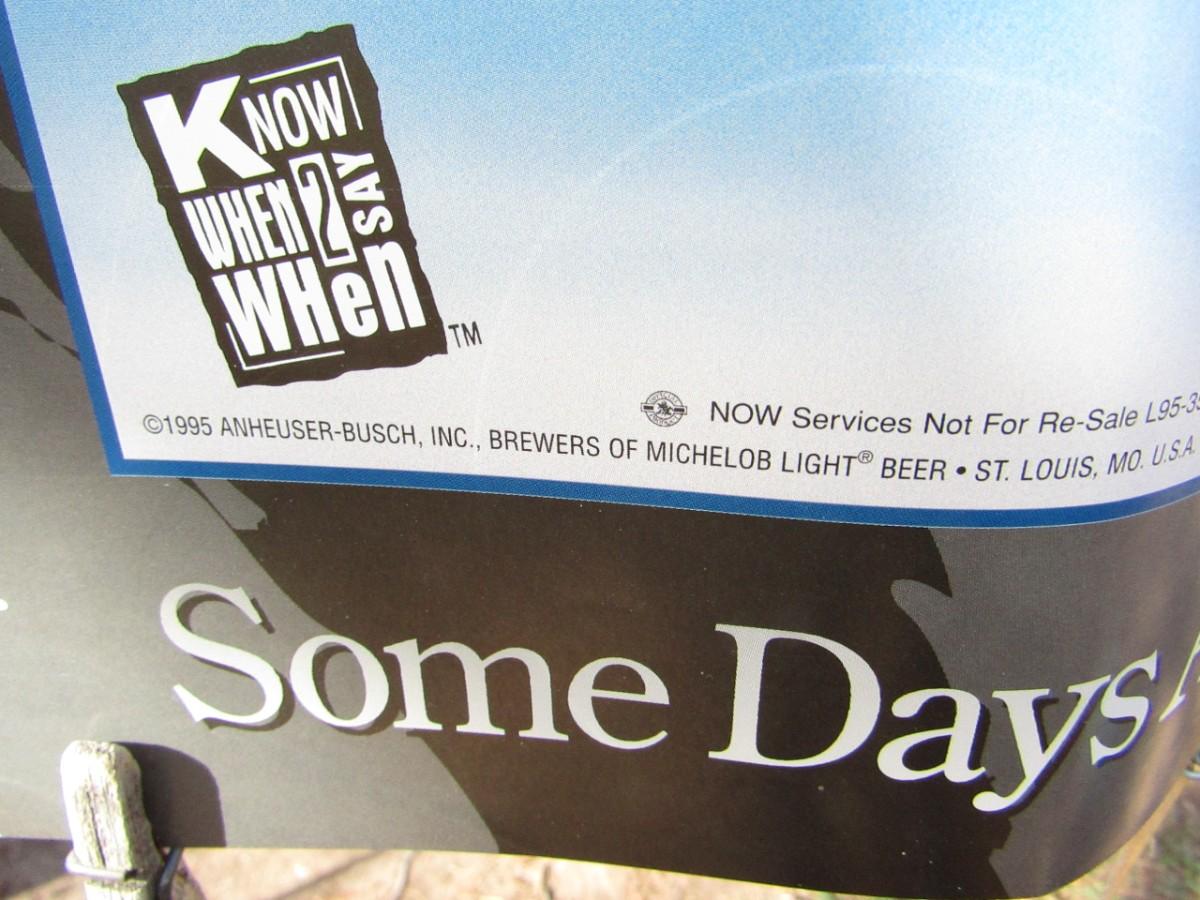 KNOW
WHEN 2 SAY
WHen
TM
NOW Services Not For Re-Sale
©1995 ANHEUSER-BUSCH, INC., BREWERS OF MICHELOB LIGHT® BEER • ST. LOUIS, MO. U.S.A.
Some Days